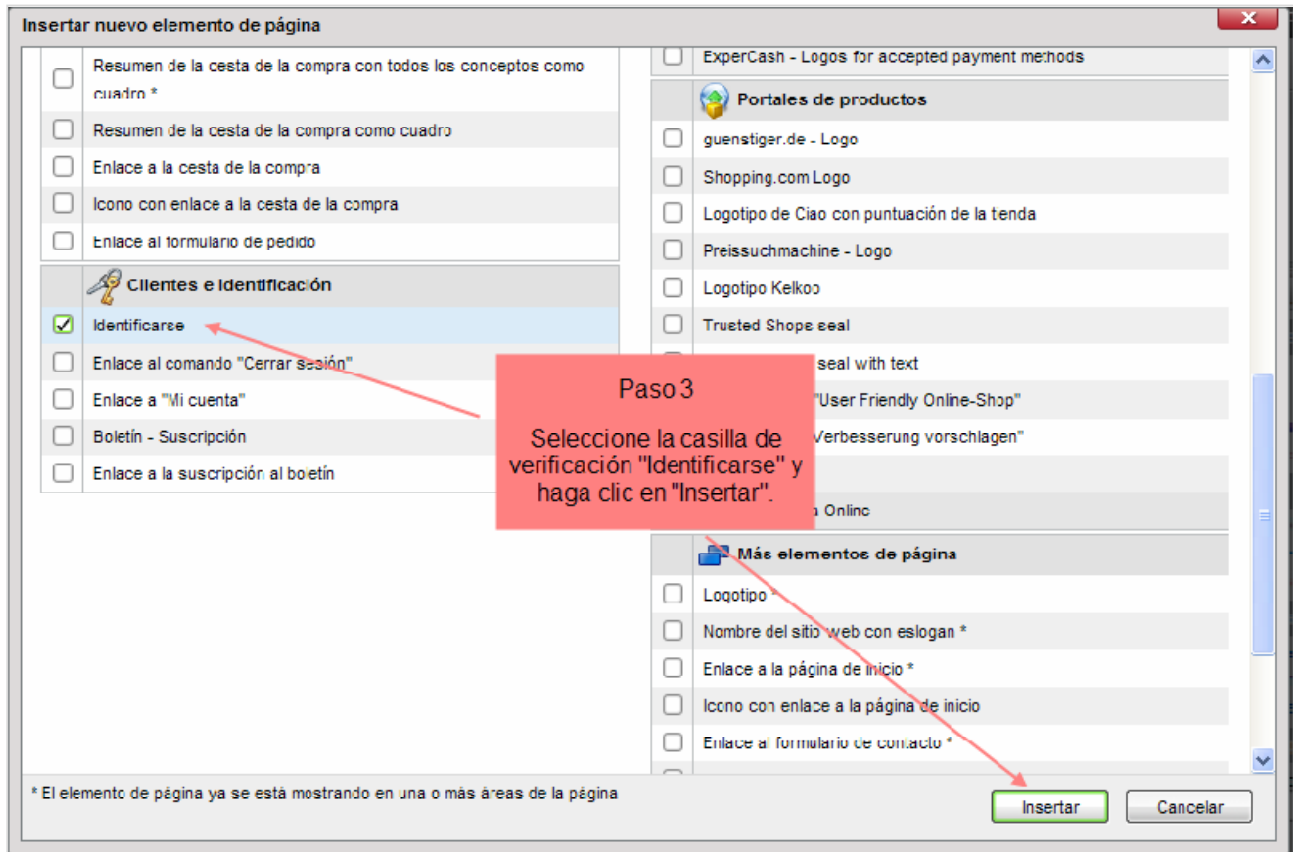 Insertar nuevo elemento de página
Resumen de la cesta de la compra con todos los conceptos como
cuadro *
Resumen de la cesta de la compra como cuadro
Enlace a la cesta de la compra
Icono con enlace a la cesta de la compra
Enlace al formulario de pedido
Clientes e identificación
Identificarse
Enlace al comando "Cerrar sesión"
Enlace a "Mi cuenta"
Boletín - Suscripción
Enlace a la suscripción al boletín
ExperCash - Logos for accepted payment methods
Portales de productos
guenstiger.de - Logo
Shopping.com Logo
Logotipo de Ciao con puntuación de la tienda
Preissuchmachine - Logo
Logotipo Kelkoo
Trusted Shops seal
seal with text
"User Friendly Online-Shop"
Verbesserung vorschlagen"
Online
Paso 3
Seleccione la casilla de
verificación "Identificarse" y
haga clic en "Insertar".
Más elementos de página
Logotipo *
Nombre del sitio web con eslogan *
Enlace a la página de inicio *
Icono con enlace a la página de inicio
Enlace al formulario de contacto *
* El elemento de página ya se está mostrando en una o más áreas de la página
Insertar
Cancelar